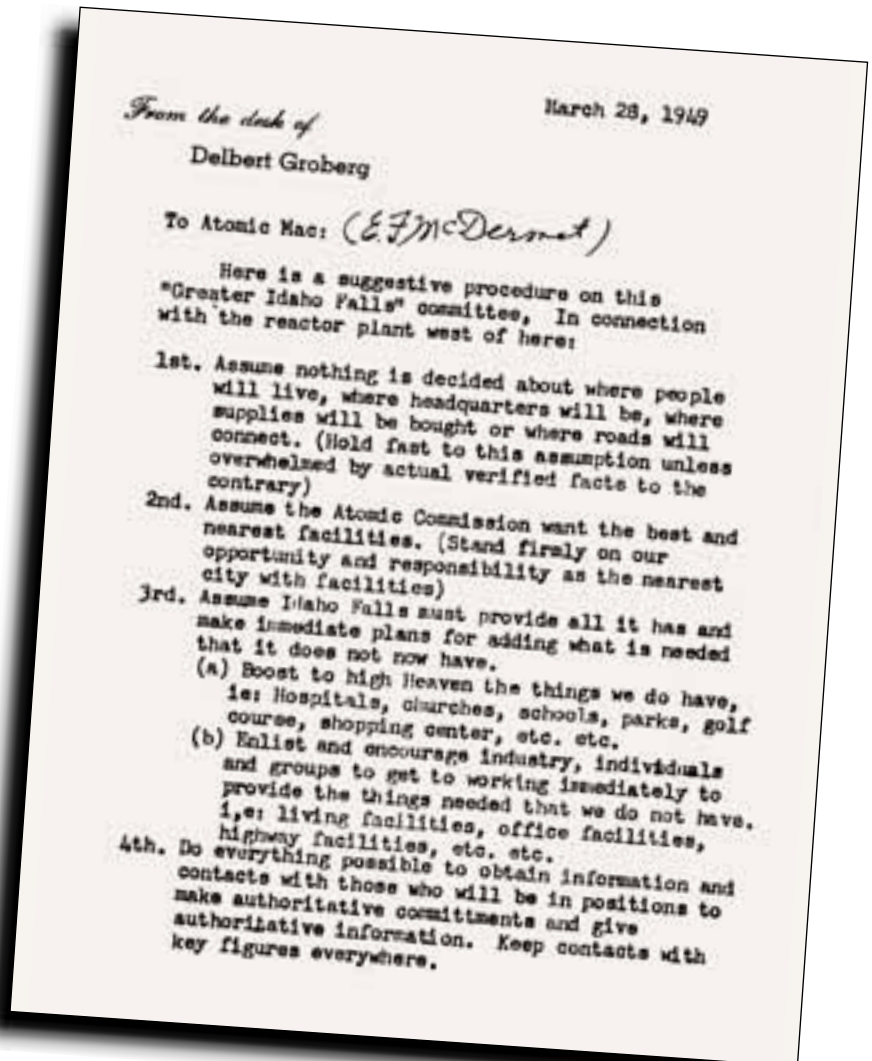 March 28, 1949
From the desk of
Delbert Groberg
To Atomic Mac: (E.F McDermot)
Here is a suggestive procedure on this
"Greater Idaho Falls" committee, In connection
with the reactor plant west of here:
1st. Assume nothing is decided about where people
will live, where headquarters will be, where
supplies will be bought or where roads will
connect. (Hold fast to this assumption unless
overwhelmed by actual verified facts to the
contrary)
2nd. Assume the Atomic Commission want the best and
nearest facilities. (Stand firmly on our
opportunity and responsibility as the nearest
city with facilities)
3rd. Assume Idaho Falls must provide all it has and
make immediate plans for adding what is needed
that it does not now have.
(a) Boost to high Heaven the things we do have,
ie: Hospitals, churches, schools, parks, golf
course, shopping center, etc. etc.
(b) Enlist and encourage industry, individuals
and groups to get to working immediately to
provide the things needed that we do not have.
i,e: living facilities, office facilities,
highway facilities, etc. etc.
4th. Do everything possible to obtain information and
contacts with those who will be in positions to
make authoritative committments and give
authoritative information. Keep contacts with
key figures everywhere.